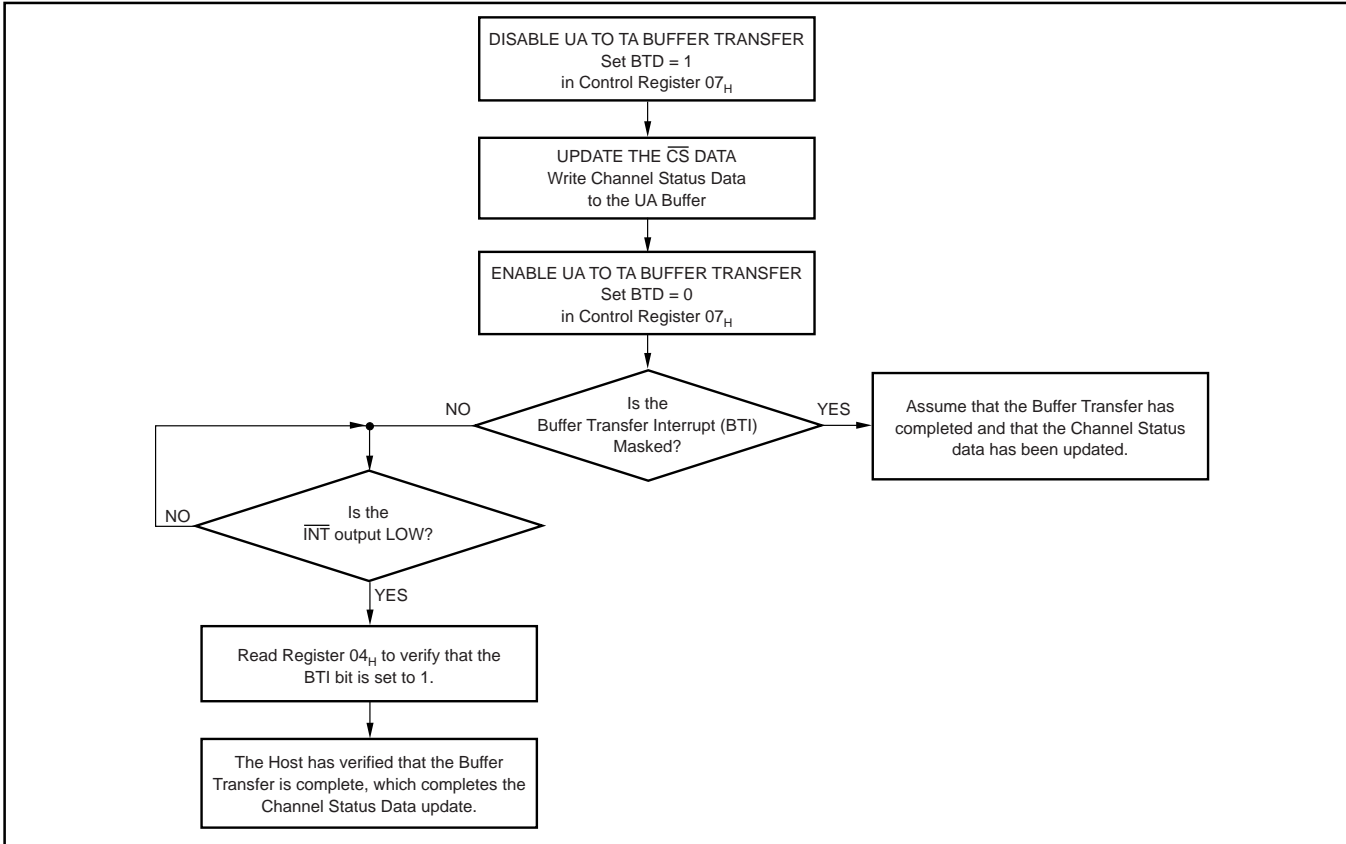 DISABLE UA TO TA BUFFER TRANSFER
Set BTD = 1
in Control Register 07H
UPDATE THE C̅S̅ DATA
Write Channel Status Data
to the UA Buffer
ENABLE UA TO TA BUFFER TRANSFER
Set BTD = 0
in Control Register 07H
NO
Is the
Buffer Transfer Interrupt (BTI)
Masked?
YES
Assume that the Buffer Transfer has
completed and that the Channel Status
data has been updated.
NO
Is the
I̅N̅T̅ output LOW?
YES
Read Register 04H to verify that the
BTI bit is set to 1.
The Host has verified that the Buffer
Transfer is complete, which completes the
Channel Status Data update.